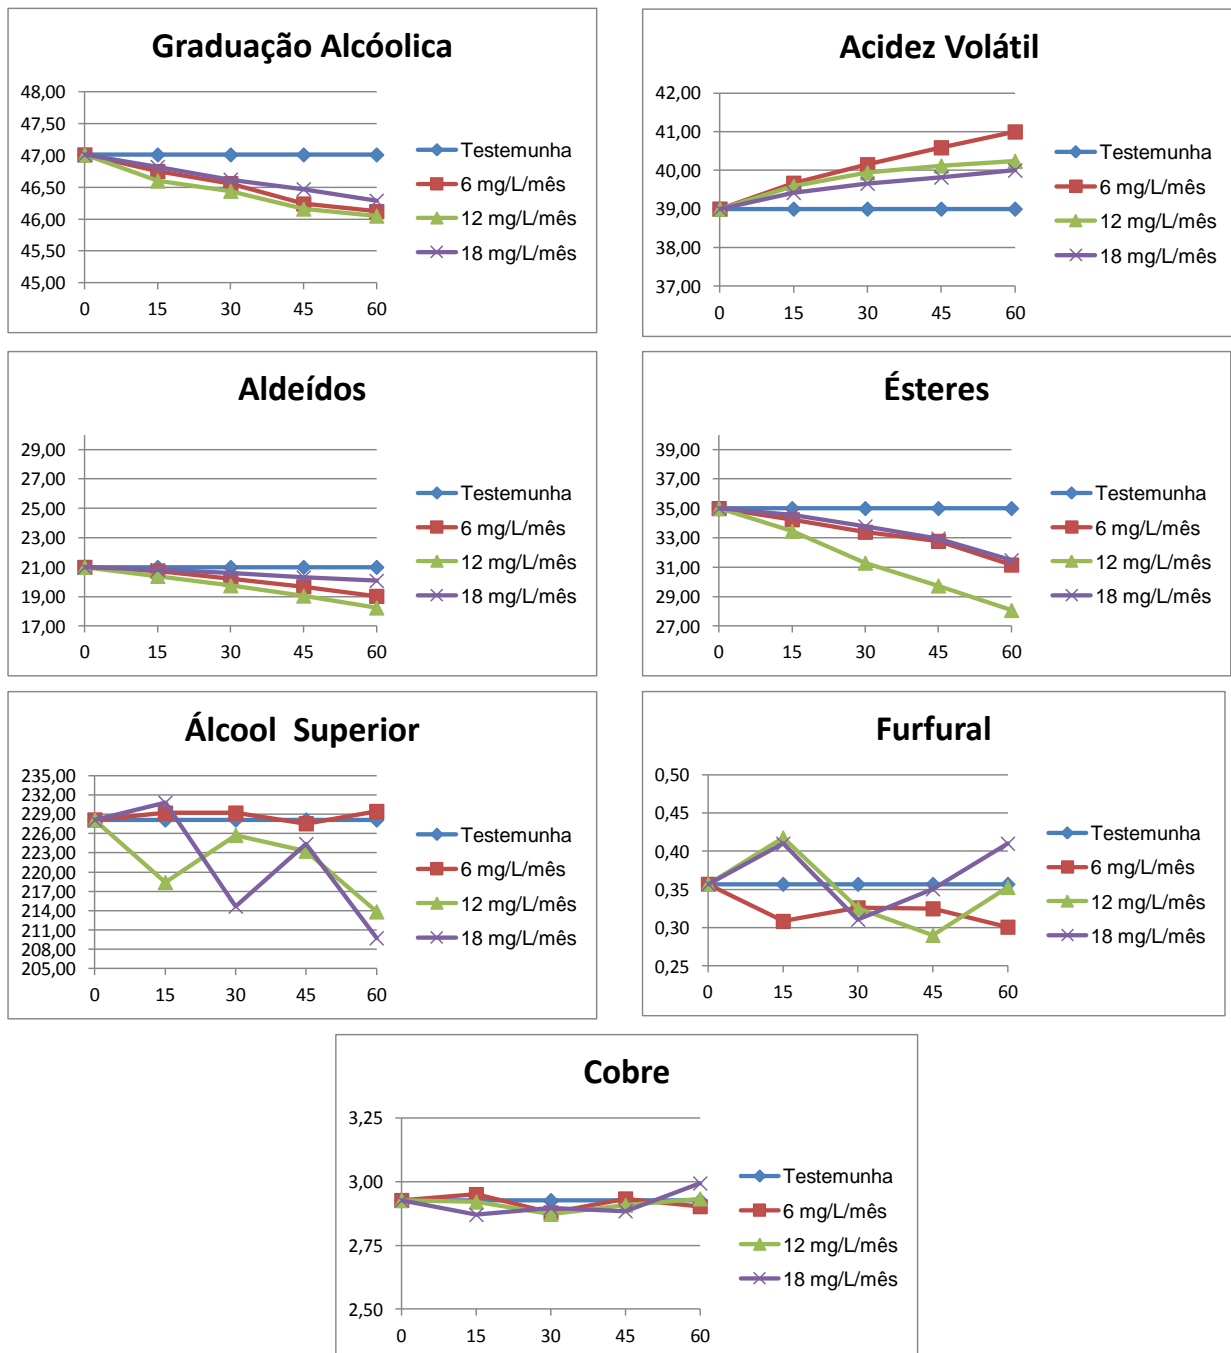 Graduação Alcóolica
48,00
47,50
47,00
46,50
46,00
45,50
45,00
0 15 30 45 60
Testemunha
6 mg/L/mês
12 mg/L/mês
18 mg/L/mês
Acidez Volátil
42,00
41,00
40,00
39,00
38,00
37,00
0 15 30 45 60
Testemunha
6 mg/L/mês
12 mg/L/mês
18 mg/L/mês
Aldeídos
29,00
27,00
25,00
23,00
21,00
19,00
17,00
0 15 30 45 60
Testemunha
6 mg/L/mês
12 mg/L/mês
18 mg/L/mês
Ésteres
39,00
37,00
35,00
33,00
31,00
29,00
27,00
0 15 30 45 60
Testemunha
6 mg/L/mês
12 mg/L/mês
18 mg/L/mês
Álcool Superior
235,00
232,00
229,00
226,00
223,00
220,00
217,00
214,00
211,00
208,00
205,00
0 15 30 45 60
Testemunha
6 mg/L/mês
12 mg/L/mês
18 mg/L/mês
Furfural
0,50
0,45
0,40
0,35
0,30
0,25
0 15 30 45 60
Testemunha
6 mg/L/mês
12 mg/L/mês
18 mg/L/mês
Cobre
3,25
3,00
2,75
2,50
0 15 30 45 60
Testemunha
6 mg/L/mês
12 mg/L/mês
18 mg/L/mês